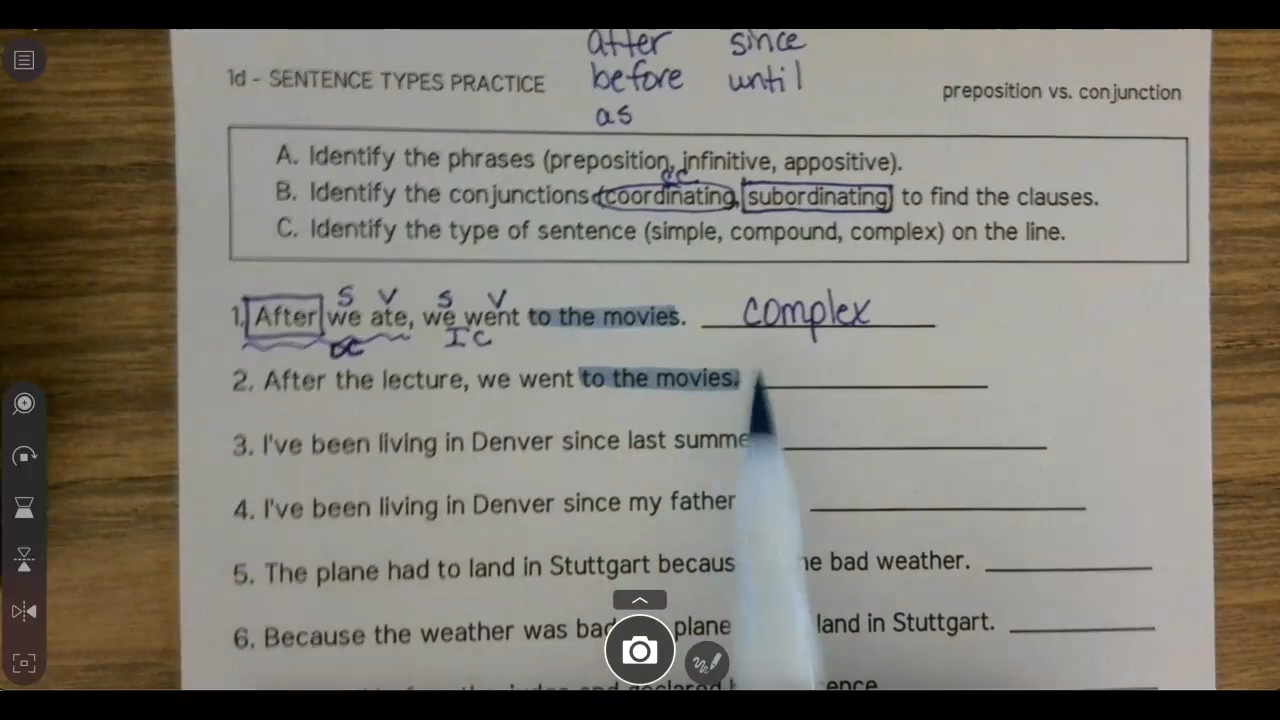 after since
before until
as
1d - SENTENCE TYPES PRACTICE
preposition vs. conjunction
A. Identify the phrases (preposition, infinitive, appositive).
B. Identify the conjunctions (coordinating, subordinating) to find the clauses.
C. Identify the type of sentence (simple, compound, complex) on the line.
S V S V
1. After we ate, we went to the movies. complex
DC IC
2. After the lecture, we went to the movies.
3. I've been living in Denver since last summe
4. I've been living in Denver since my father
5. The plane had to land in Stuttgart becaus he bad weather.
6. Because the weather was bad plane land in Stuttgart.